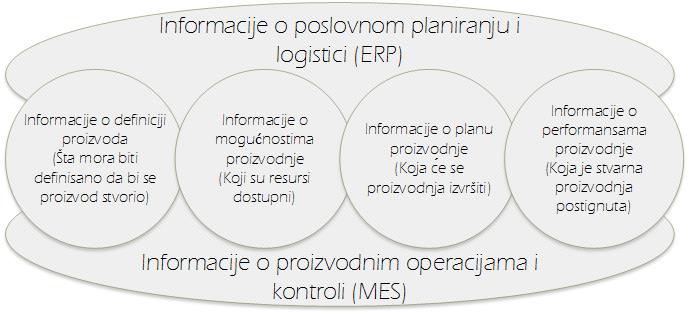 Informacije o poslovnom planiranju i
logistici (ERP)
Informacije o definiciji
proizvoda
(Šta mora biti
definisano da bi se
proizvod stvorio)
Informacije o
mogućnostima
proizvodnje
(Koji su resursi
dostupni)
Informacije o planu
proizvodnje
(Koja će se
proizvodnja izvršiti)
Informacije o
performansama
proizvodnje
(Koja je stvarna
proizvodnja
postignuta)
Informacije o proizvodnim operacijama i
kontroli (MES)